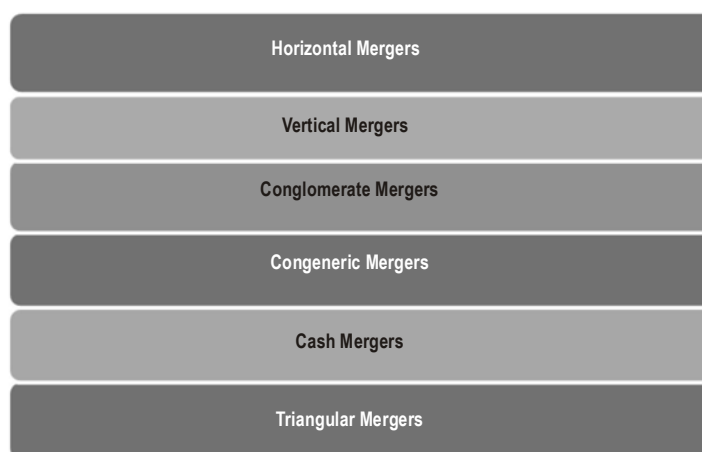 Horizontal Mergers
Vertical Mergers
Conglomerate Mergers
Congeneric Mergers
Cash Mergers
Triangular Mergers